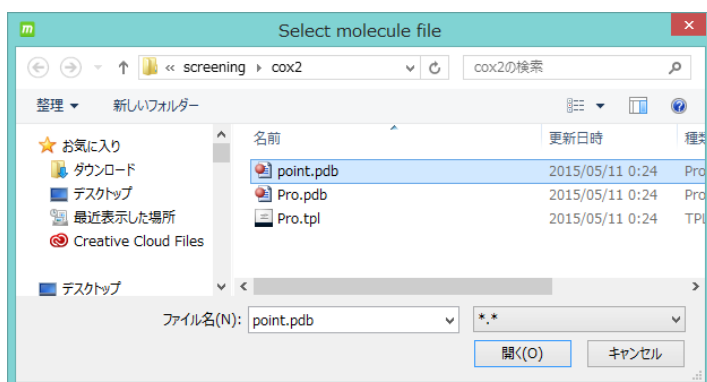 Select molecule file
« screening cox2 cox2の検索
整理 新しいフォルダー
お気に入り
ダウンロード
デスクトップ
最近表示した場所
Creative Cloud Files
デスクトップ
名前 更新日時 種類
point.pdb 2015/05/11 0:24 Pro
Pro.pdb 2015/05/11 0:24 Pro
Pro.tpl 2015/05/11 0:24 TPL
ファイル名(N): point.pdb *.*
開く(O) キャンセル